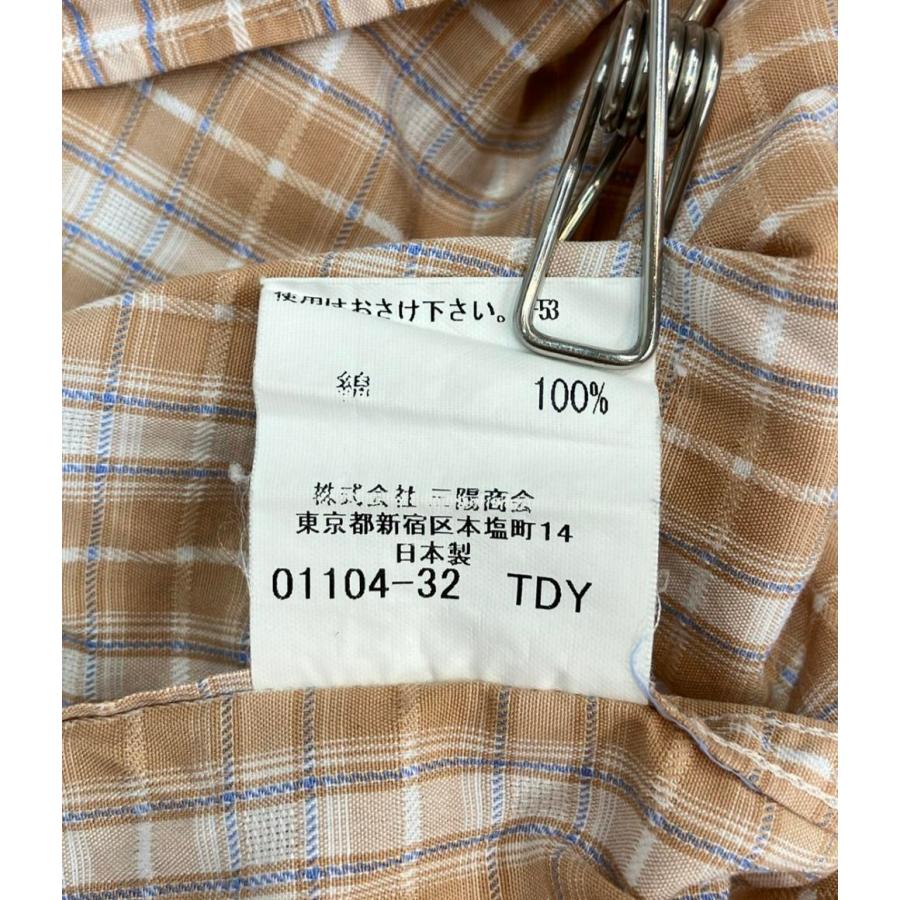 使用はおさけ下さい。 -53
綿 100%
株式会社三陽商会
東京都新宿区本塩町14
日本製
01104-32 TDY